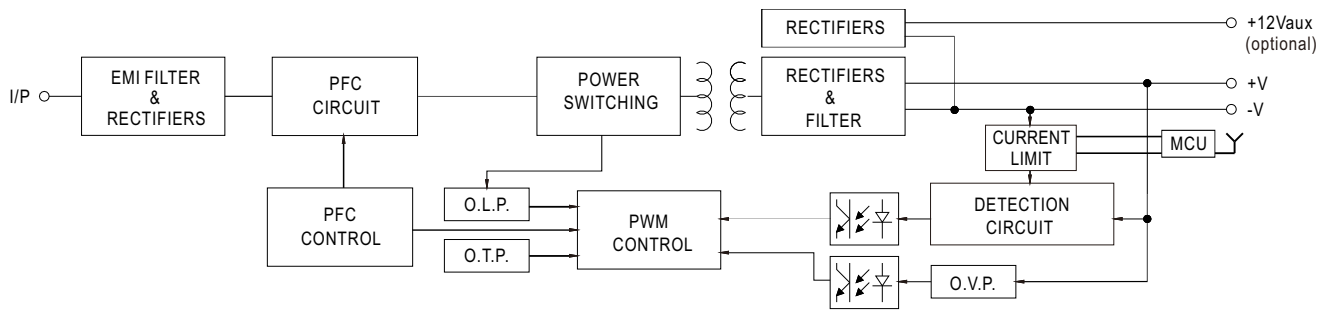 RECTIFIERS
+12Vaux
(optional)
I/P
EMI FILTER
&
RECTIFIERS
PFC
CIRCUIT
POWER
SWITCHING
RECTIFIERS
&
FILTER
+V
-V
CURRENT
LIMIT
MCU
PFC
CONTROL
O.L.P.
O.T.P.
PWM
CONTROL
DETECTION
CIRCUIT
O.V.P.